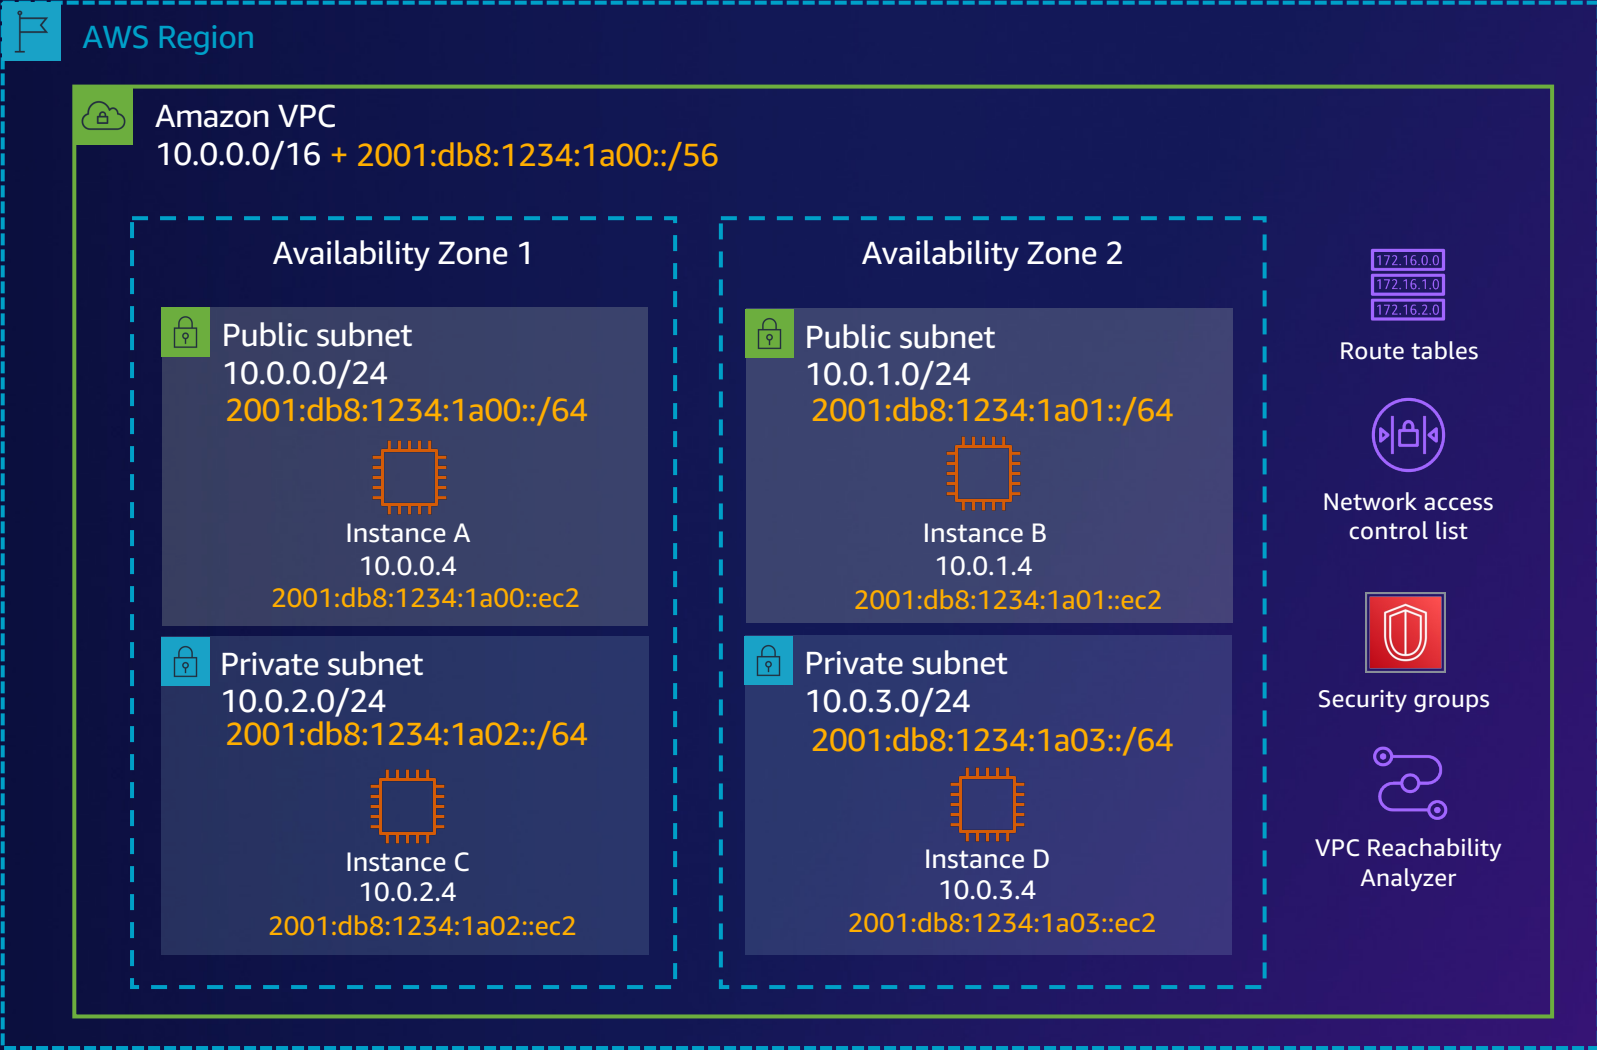 AWS Region
Amazon VPC
10.0.0.0/16 + 2001:db8:1234:1a00::/56
Availability Zone 1
Public subnet
10.0.0.0/24
2001:db8:1234:1a00::/64
Instance A
10.0.0.4
2001:db8:1234:1a00::ec2
Private subnet
10.0.2.0/24
2001:db8:1234:1a02::/64
Instance C
10.0.2.4
2001:db8:1234:1a02::ec2
Availability Zone 2
Public subnet
10.0.1.0/24
2001:db8:1234:1a01::/64
Instance B
10.0.1.4
2001:db8:1234:1a01::ec2
Private subnet
10.0.3.0/24
2001:db8:1234:1a03::/64
Instance D
10.0.3.4
2001:db8:1234:1a03::ec2
172.16.0.0
172.16.1.0
172.16.2.0
Route tables
Network access
control list
Security groups
VPC Reachability
Analyzer